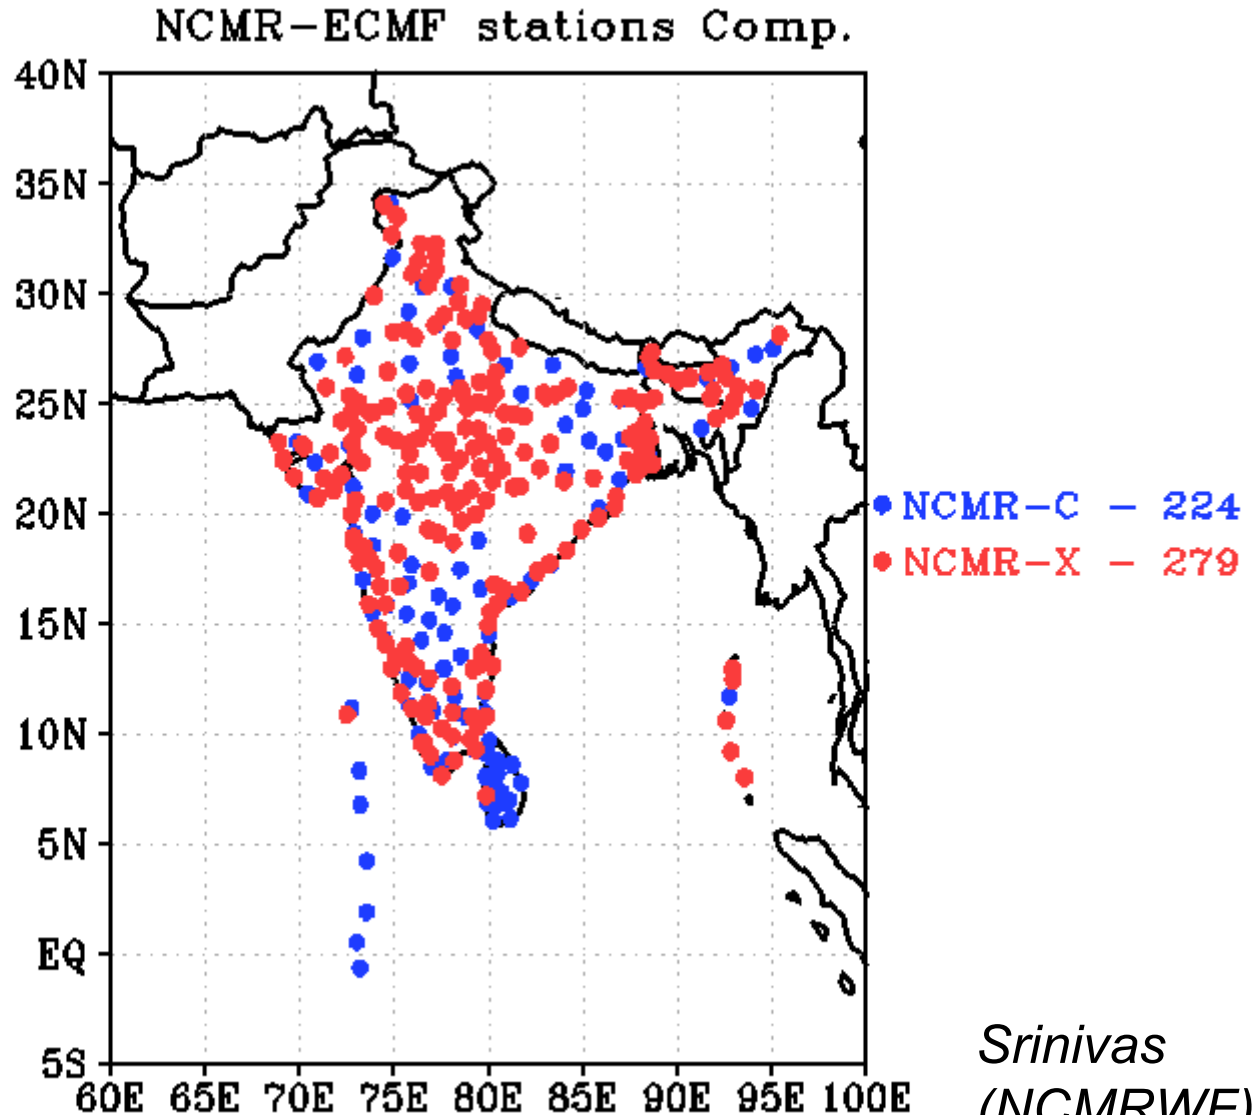 NCMR-ECMF stations Comp.
40N
35N
30N
25N
20N
15N
10N
5N
EQ
5S
60E 65E 70E 75E 80E 85E 90E 95E 100E
NCMR-C - 224
NCMR-X - 279
Srinivas
(NCMRWF)